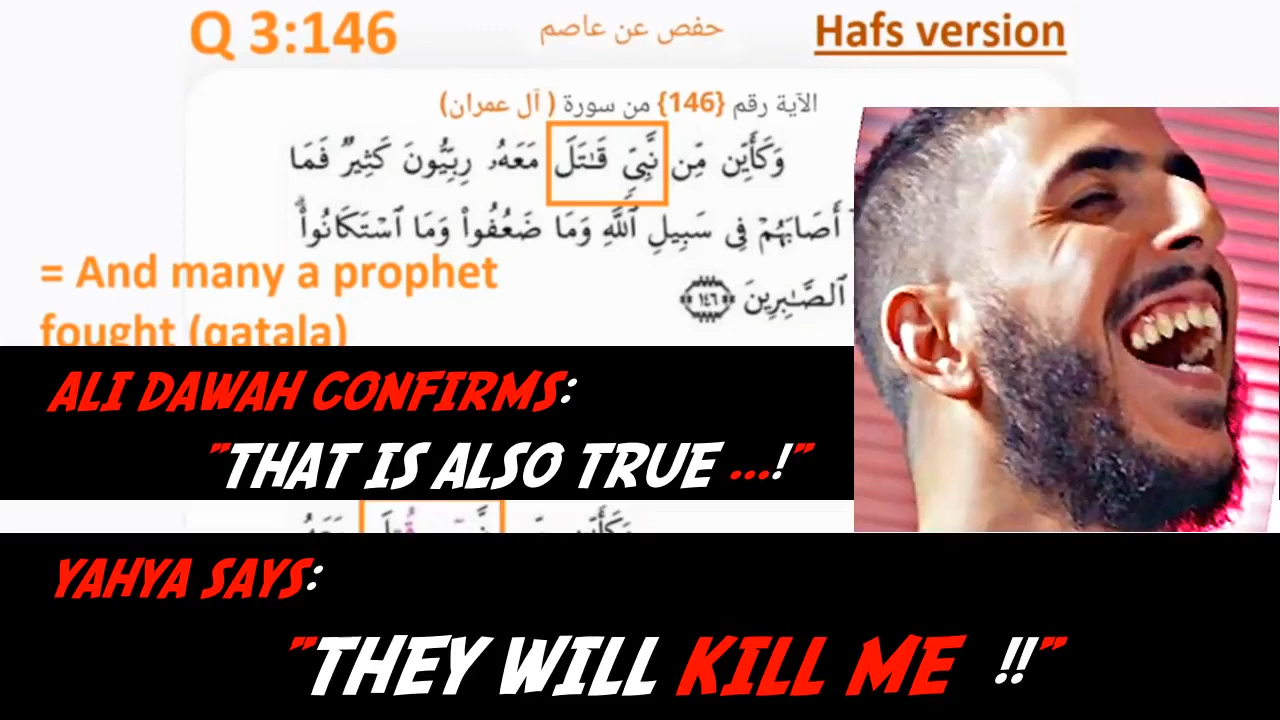 Q 3:146
حفص عن عاصم
Hafs version
الآية رقم {146} من سورة ( آل عمران)
وَكَأَيِّن مِّن نَّبِيٍّ قَـٰتَلَ مَعَهُۥ رِبِّيُّونَ كَثِيرٌ فَمَا
أَصَابَهُمْ فِى سَبِيلِ ٱللَّهِ وَمَا ضَعُفُوا۟ وَمَا ٱسْتَكَانُوا۟ ۗ
ٱلصَّـٰبِرِينَ ١٤٦
= And many a prophet
fought (qatala)
ALI DAWAH CONFIRMS:
"THAT IS ALSO TRUE ...!"
YAHYA SAYS:
"THEY WILL KILL ME !!"